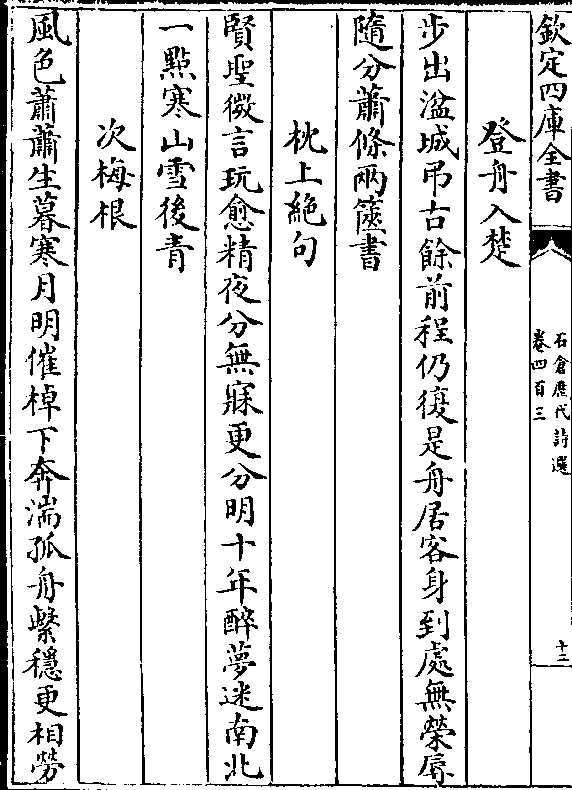 欽定四庫全書
石倉歷代詩選
卷四百三
十三
登舟入楚
步出湓城弔古餘前程仍復是舟居客身到處無榮辱
隨分蕭條兩篋書
枕上絕句
賢聖微言玩愈精夜分無寐更分明十年醉夢迷南北
一點寒山雪後青
次梅根
風色蕭蕭生暮寒月明催棹下奔湍孤舟繫穩更相勞